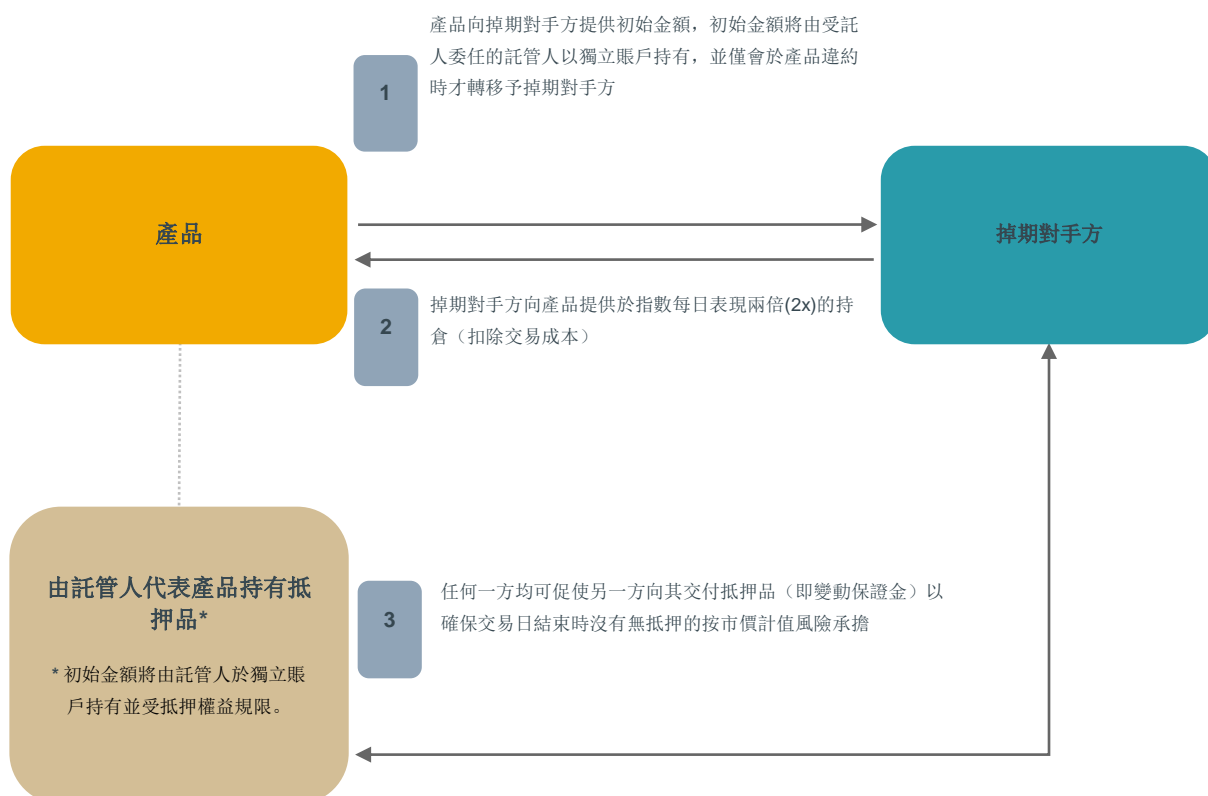 產品向掉期對手方提供初始金額，初始金額將由受託
人委任的託管人以獨立賬戶持有，並僅會於產品違約
時才轉移予掉期對手方
1
產品
掉期對手方
2
掉期對手方向產品提供於指數每日表現兩倍(2x)的持
倉（扣除交易成本）
由託管人代表產品持有抵
押品*
* 初始金額將由託管人於獨立賬
戶持有並受抵押權益規限。
3
任何一方均可促使另一方向其交付抵押品（即變動保證金）以
確保交易日結束時沒有無抵押的按市價計值風險承擔